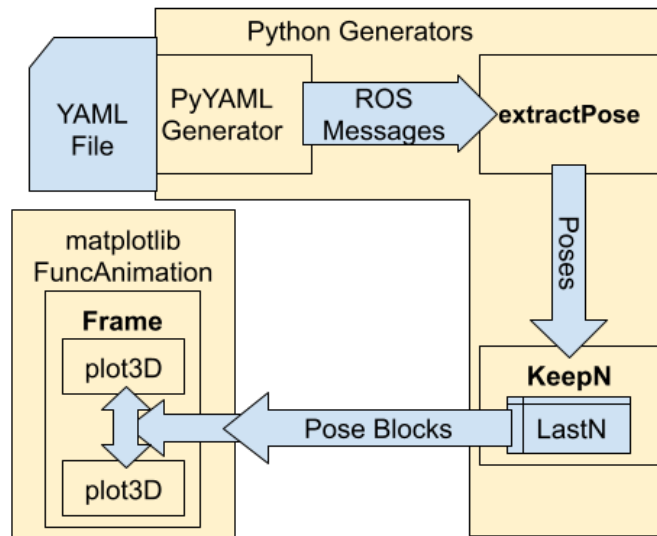 Python Generators
YAML
File
PyYAML
Generator
ROS
Messages
extractPose
Poses
matplotlib
FuncAnimation
Frame
plot3D
plot3D
KeepN
LastN
Pose Blocks